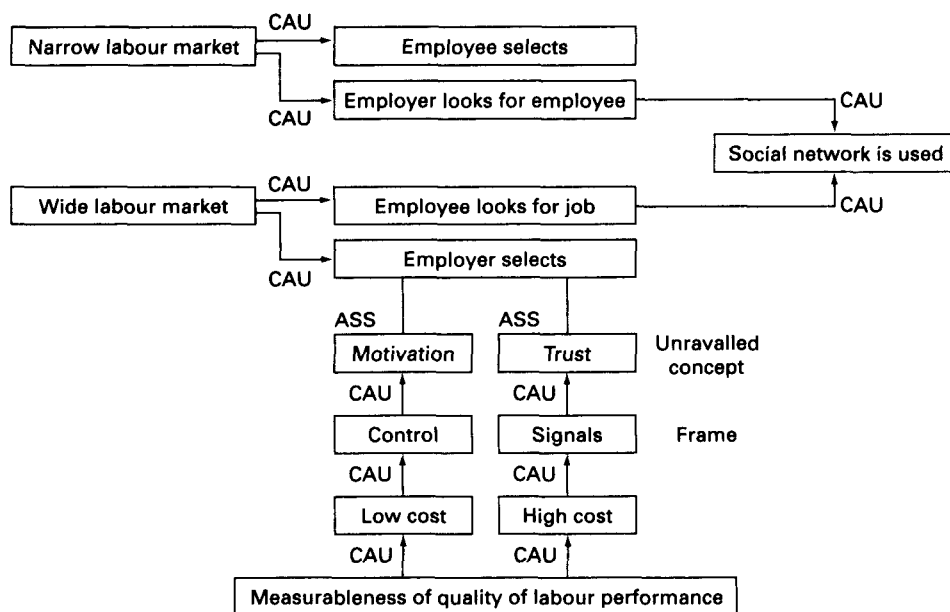 CAU
Narrow labour market
Employee selects
Employer looks for employee
CAU
CAU
Social network is used
CAU
Wide labour market
Employee looks for job
CAU
Employer selects
CAU
ASS
ASS
Motivation
Trust
Unravalled
concept
CAU
CAU
Control
Signals
Frame
CAU
CAU
Low cost
High cost
CAU
CAU
Measurableness of quality of labour performance